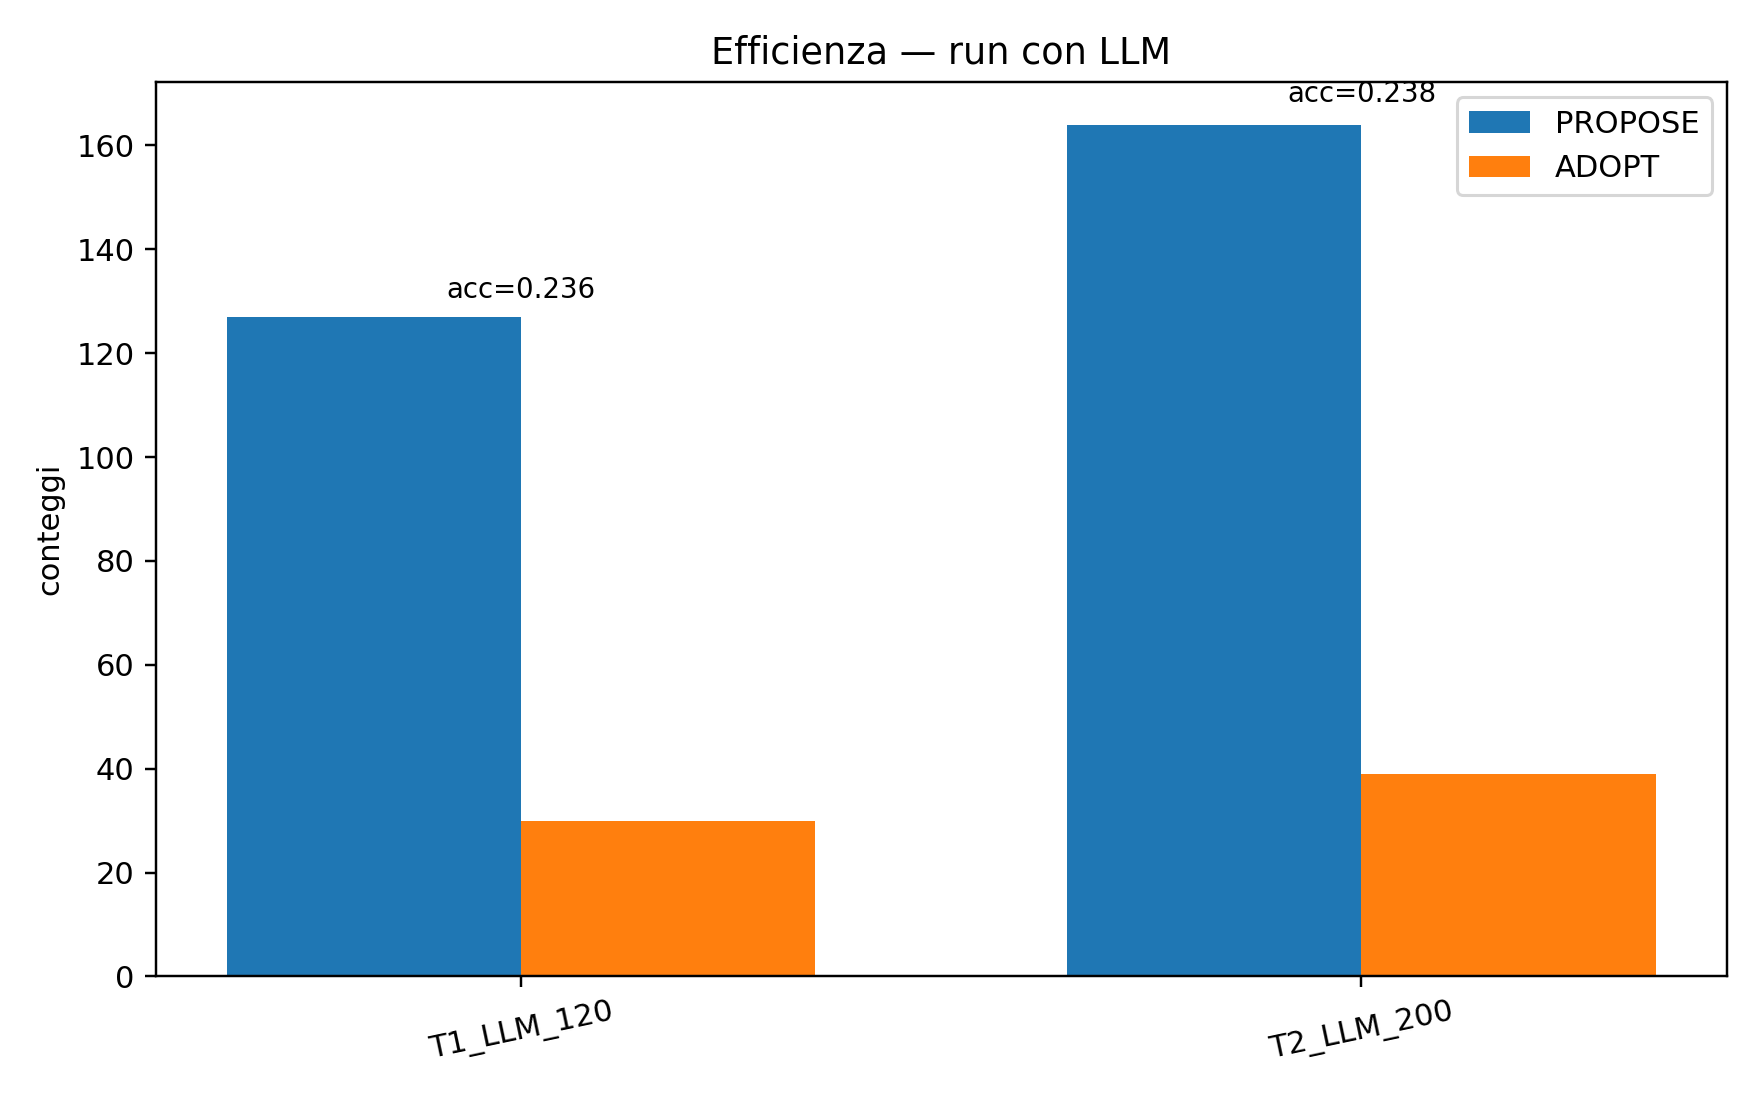 Efficienza — run con LLM
acc=0.238
PROPOSE
ADOPT
acc=0.236
160
140
120
100
80
60
40
20
0
conteggi
T1_LLM_120
T2_LLM_200